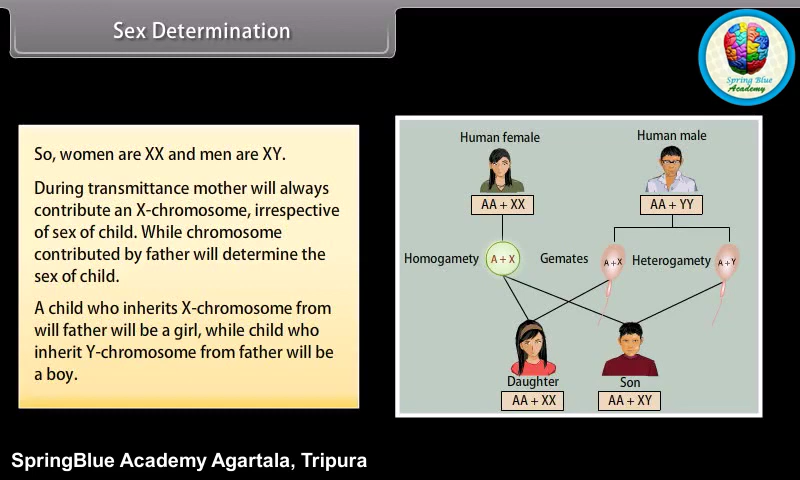 Sex Determination
Spring Blue
Academy
So, women are XX and men are XY.
During transmittance mother will always
contribute an X-chromosome, irrespective
of sex of child. While chromosome
contributed by father will determine the
sex of child.
A child who inherits X-chromosome from
will father will be a girl, while child who
inherit Y-chromosome from father will be
a boy.
Human female
Human male
AA + XX
AA + YY
Homogamety
A + X
Gemates
A + X
Heterogamety
A + Y
Daughter
Son
AA + XX
AA + XY
SpringBlue Academy Agartala, Tripura